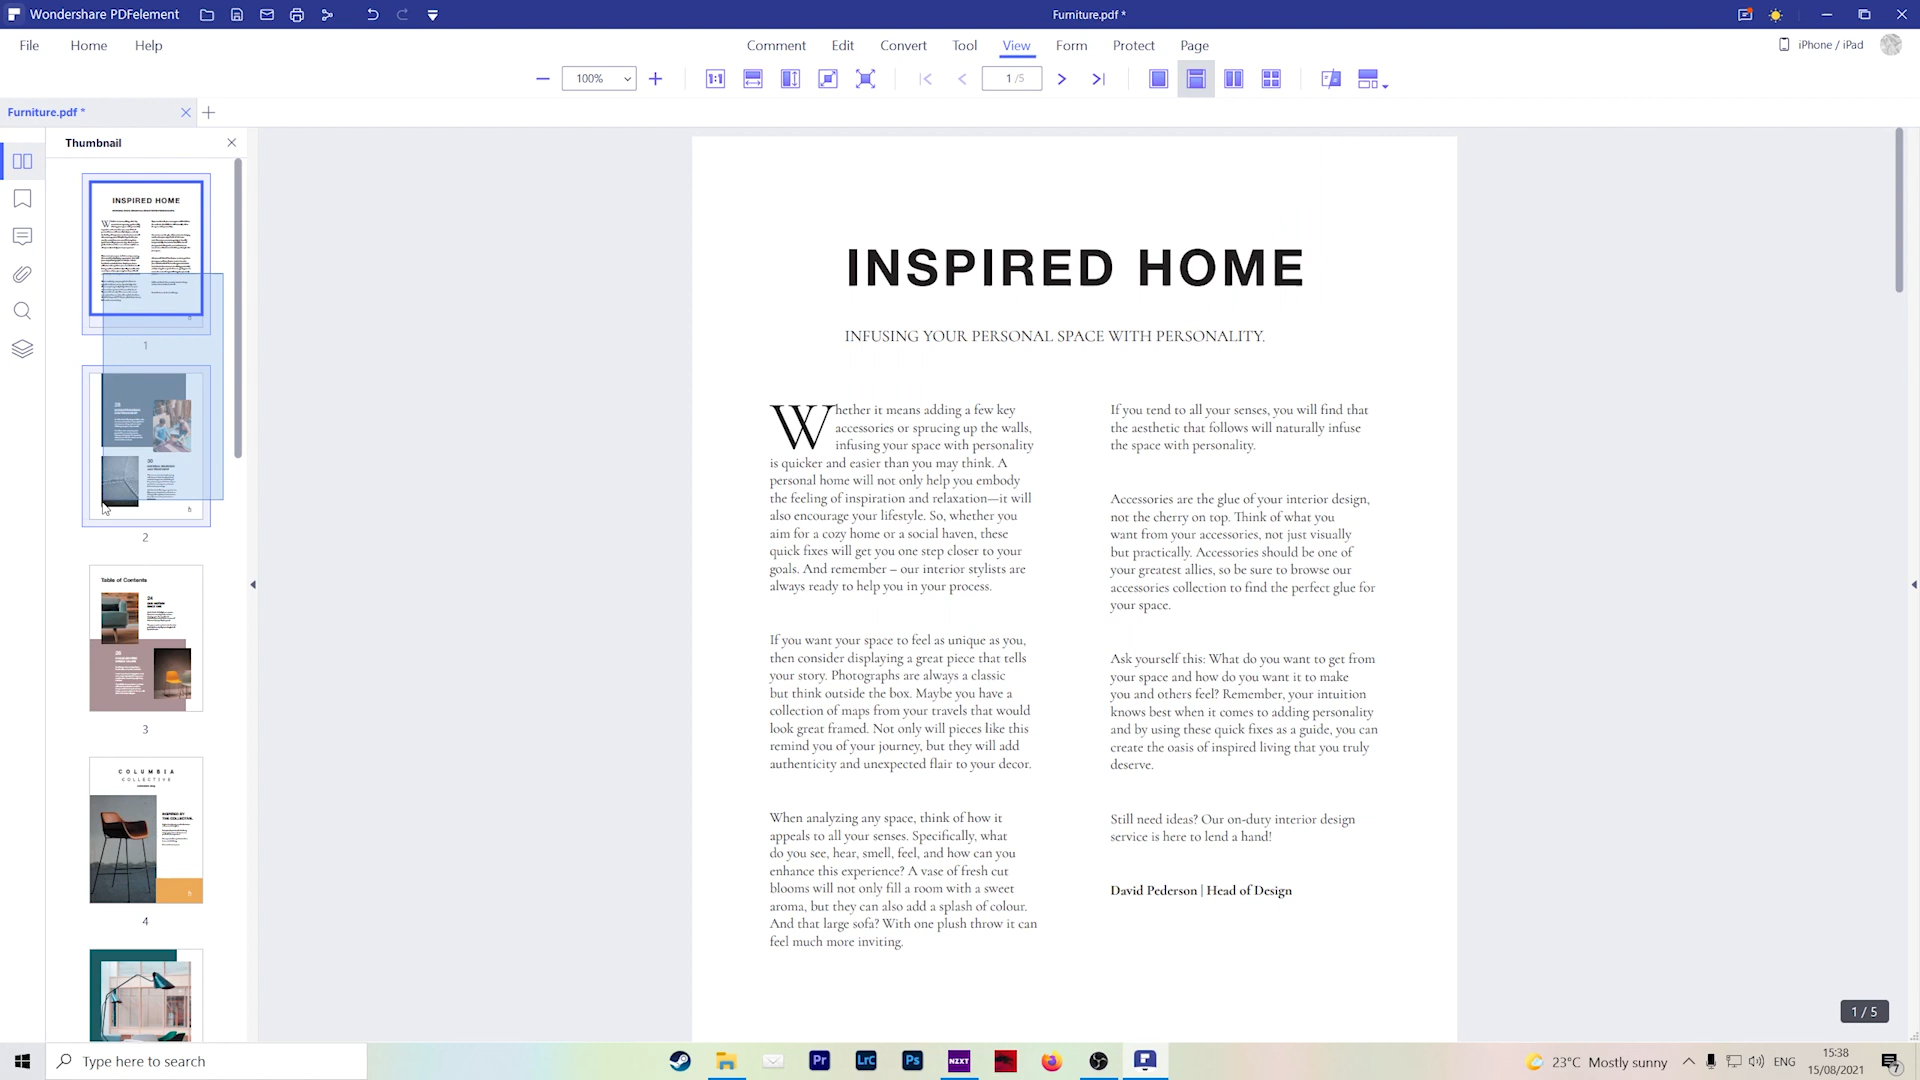 Wondershare PDFelement
Furniture.pdf *
File
Home
Help
Comment
Edit
Convert
Tool
View
Form
Protect
Page
iPhone / iPad
100%
1 /5
Furniture.pdf *
Thumbnail
INSPIRED HOME
1
2
Table of Contents
24
3
COLUMBIA
COLLECTIVE
INSPIRED BY
THE COLLECTIVE.
4
INSPIRED HOME
INFUSING YOUR PERSONAL SPACE WITH PERSONALITY.
Whether it means adding a few key
accessories or sprucing up the walls,
infusing your space with personality
is quicker and easier than you may think. A
personal home will not only help you embody
the feeling of inspiration and relaxation—it will
also encourage your lifestyle. So, whether you
aim for a cozy home or a social haven, these
quick fixes will get you one step closer to your
goals. And remember – our interior stylists are
always ready to help you in your process.
If you want your space to feel as unique as you,
then consider displaying a great piece that tells
your story. Photographs are always a classic
but think outside the box. Maybe you have a
collection of maps from your travels that would
look great framed. Not only will pieces like this
remind you of your journey, but they will add
authenticity and unexpected flair to your decor.
When analyzing any space, think of how it
appeals to all your senses. Specifically, what
do you see, hear, smell, feel, and how can you
enhance this experience? A vase of fresh cut
blooms will not only fill a room with a sweet
aroma, but they can also add a splash of colour.
And that large sofa? With one plush throw it can
feel much more inviting.
If you tend to all your senses, you will find that
the aesthetic that follows will naturally infuse
the space with personality.
Accessories are the glue of your interior design,
not the cherry on top. Think of what you
want from your accessories, not just visually
but practically. Accessories should be one of
your greatest allies, so be sure to browse our
accessories collection to find the perfect glue for
your space.
Ask yourself this: What do you want to get from
your space and how do you want it to make
you and others feel? Remember, your intuition
knows best when it comes to adding personality
and by using these quick fixes as a guide, you can
create the oasis of inspired living that you truly
deserve.
Still need ideas? Our on-duty interior design
service is here to lend a hand!
David Pederson | Head of Design
1 / 5
Type here to search
Pr
LrC
Ps
NZXT
23°C Mostly sunny
ENG
15:38
15/08/2021
7